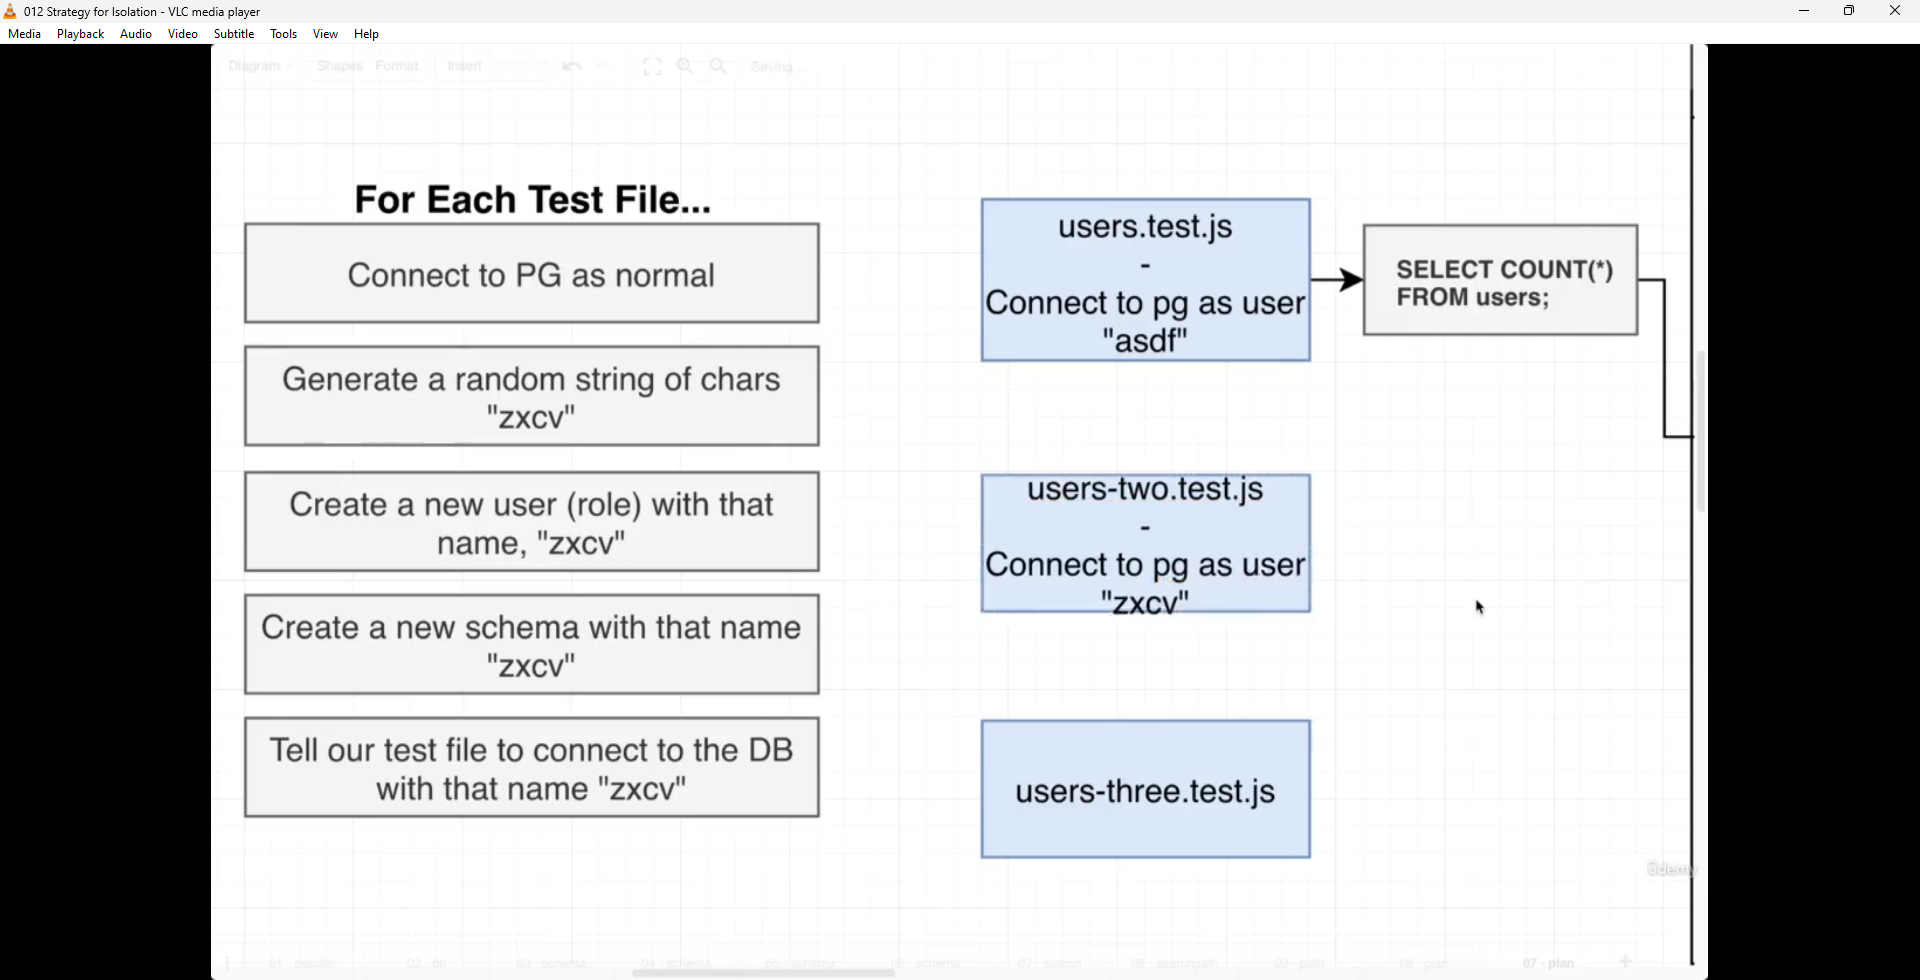 012 Strategy for Isolation - VLC media player
Media Playback Audio Video Subtitle Tools View Help
Diagram Shapes Format Insert Saving...
For Each Test File...
Connect to PG as normal
Generate a random string of chars
"zxcv"
Create a new user (role) with that
name, "zxcv"
Create a new schema with that name
"zxcv"
Tell our test file to connect to the DB
with that name "zxcv"
users.test.js
-
Connect to pg as user
"asdf"
SELECT COUNT(*)
FROM users;
users-two.test.js
-
Connect to pg as user
"zxcv"
users-three.test.js
ûdemy
01 - parallel 02 - db 03 - schema 04 - schema 05 - schema 06 - schema 07 - search 08 - searchpath 09 - path 06 - plan 07 - plan